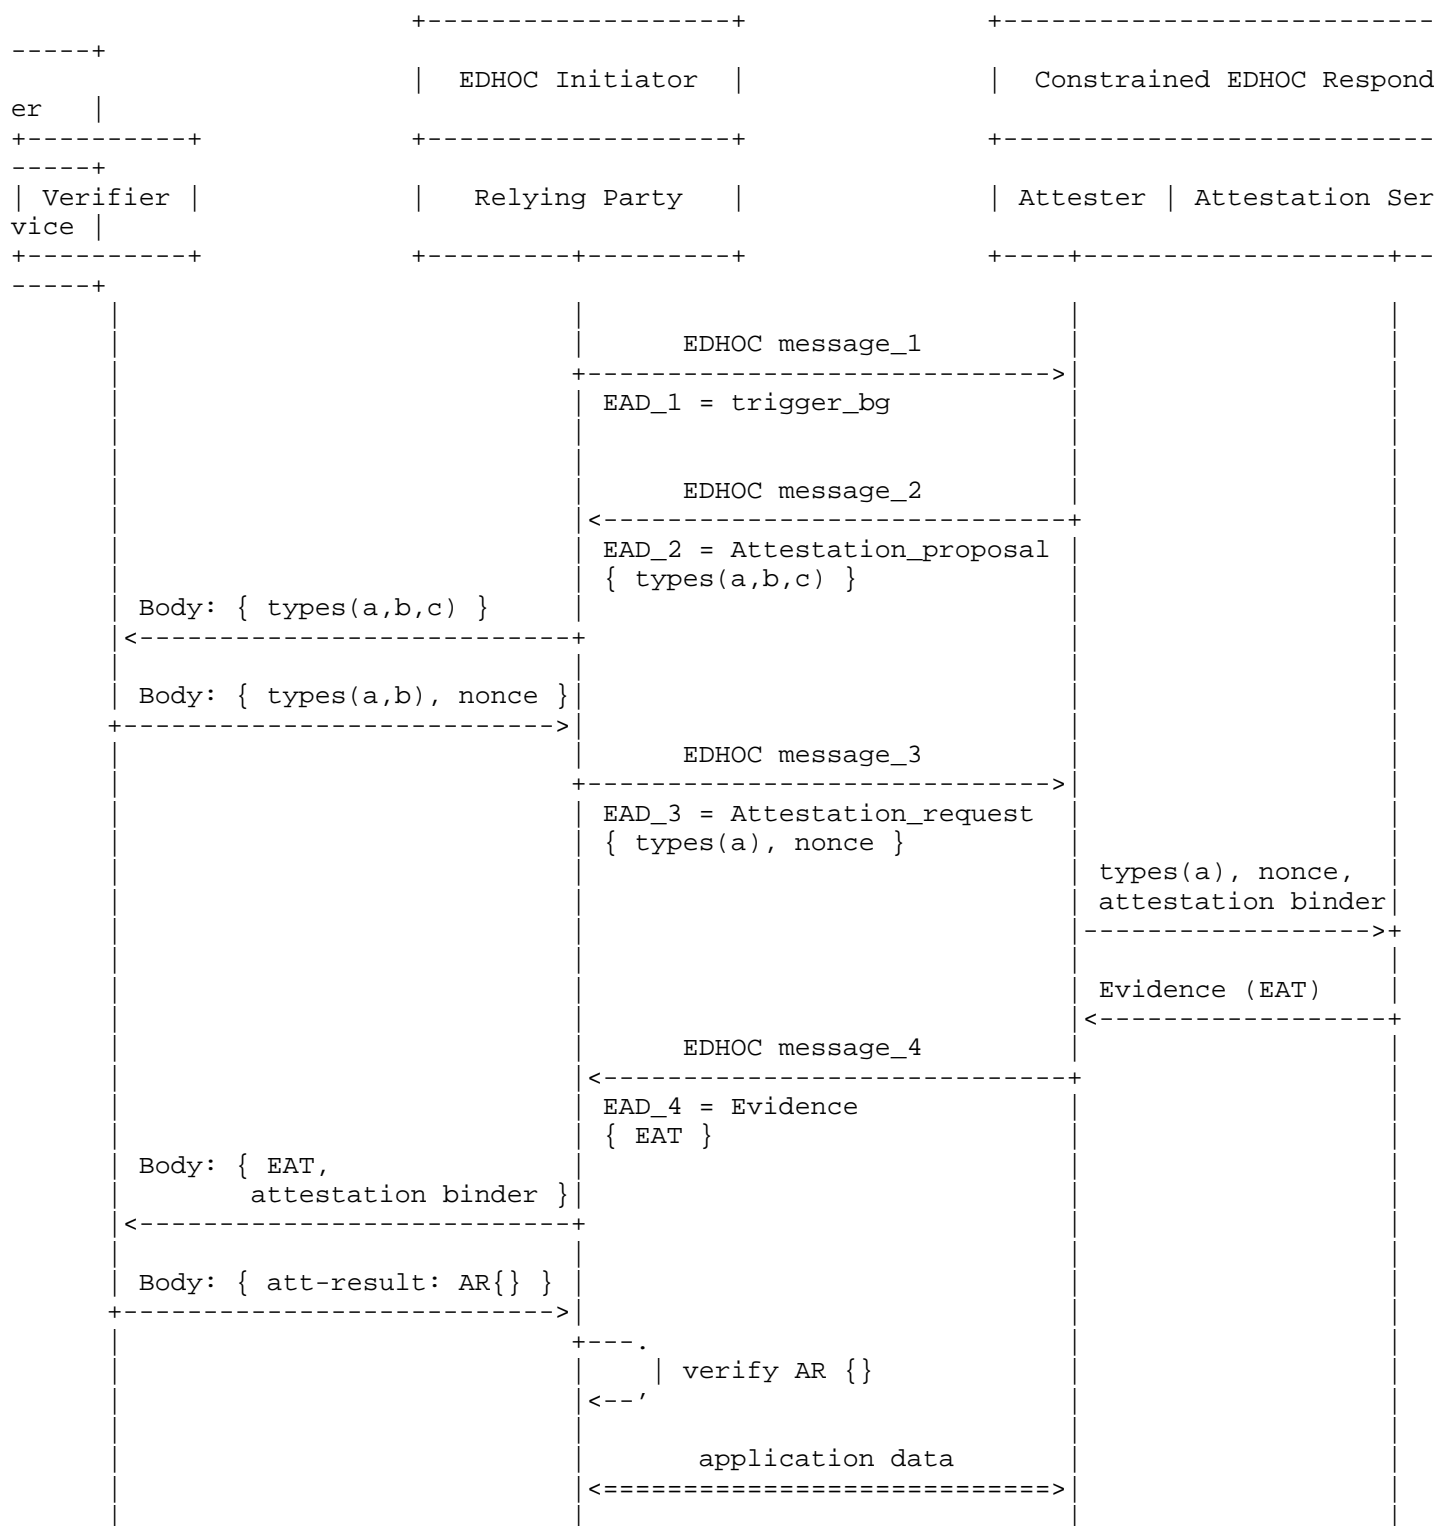 +-------------------+               +---------------------------
-----+
|  EDHOC Initiator  |               |  Constrained EDHOC Respond
er   |
+----------+             +-------------------+               +---------------------------
-----+
| Verifier |             |   Relying Party   |               | Attester | Attestation Ser
vice |
+----------+             +---------+---------+               +----+-------------------+--
-----+
EDHOC message_1
+----------------------------->|
EAD_1 = trigger_bg
EDHOC message_2
|<-----------------------------+
EAD_2 = Attestation_proposal
{ types(a,b,c) }
Body: { types(a,b,c) }
|<---------------------------+
Body: { types(a,b), nonce }
+--------------------------->|
EDHOC message_3
+----------------------------->|
EAD_3 = Attestation_request
{ types(a), nonce }
types(a), nonce,
attestation binder
|------------------>+
Evidence (EAT)
|<------------------+
EDHOC message_4
|<-----------------------------+
EAD_4 = Evidence
{ EAT }
Body: { EAT,
attestation binder }
|<---------------------------+
Body: { att-result: AR{} }
+--------------------------->|
+---.
| verify AR {}
|<--'
application data
|<============================>|